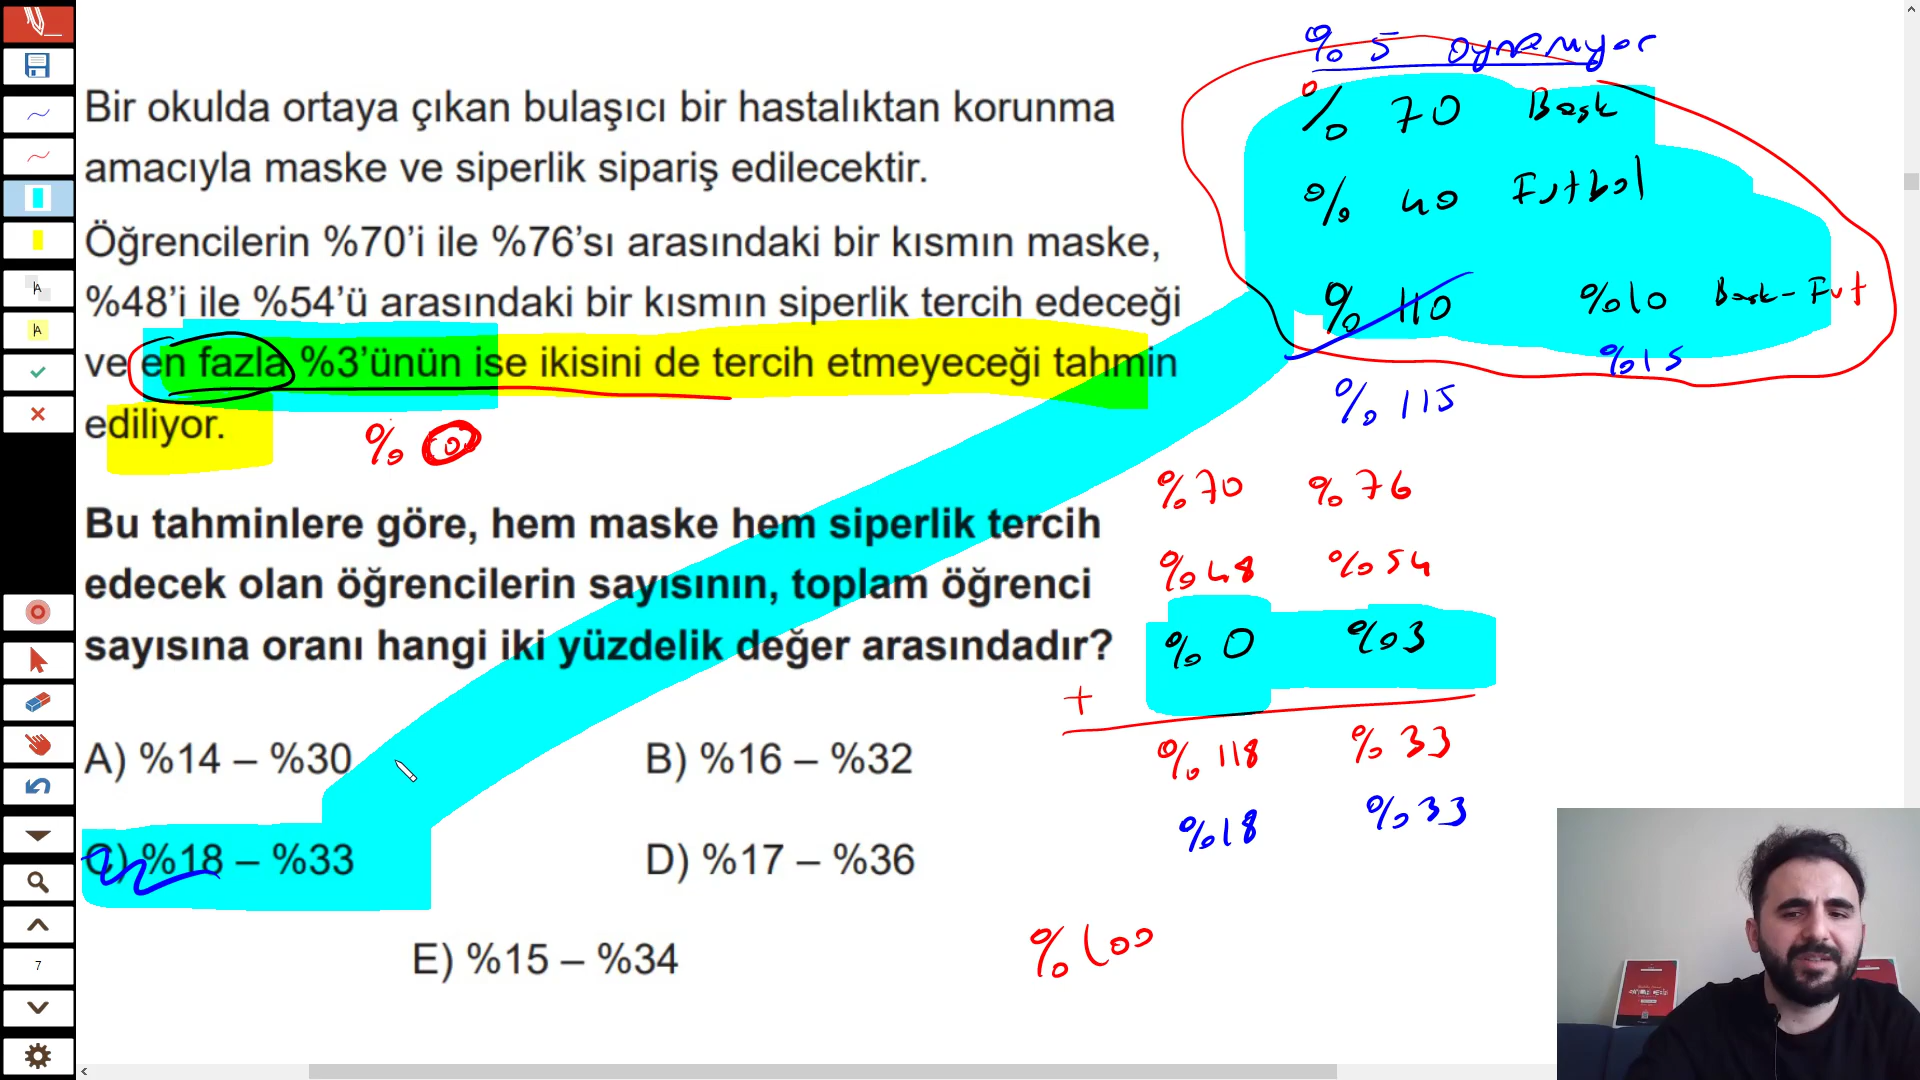 % 5 oynamıyor
% 70 Bask
% 40 Futbol
% 110
%10 Bask-Fut
%15
% 115
Bir okulda ortaya çıkan bulaşıcı bir hastalıktan korunma
amacıyla maske ve siperlik sipariş edilecektir.
Öğrencilerin %70’i ile %76’sı arasındaki bir kısmın maske,
%48’i ile %54’ü arasındaki bir kısmın siperlik tercih edeceği
ve en fazla %3’ünün ise ikisini de tercih etmeyeceği tahmin
ediliyor.
% 0
Bu tahminlere göre, hem maske hem siperlik tercih
edecek olan öğrencilerin sayısının, toplam öğrenci
sayısına oranı hangi iki yüzdelik değer arasındadır?
%70 %76
%48 %54
% 0 %3
+
% 118 % 33
%18 %33
A) %14 – %30
B) %16 – %32
C) %18 – %33
D) %17 – %36
E) %15 – %34
% 100
7